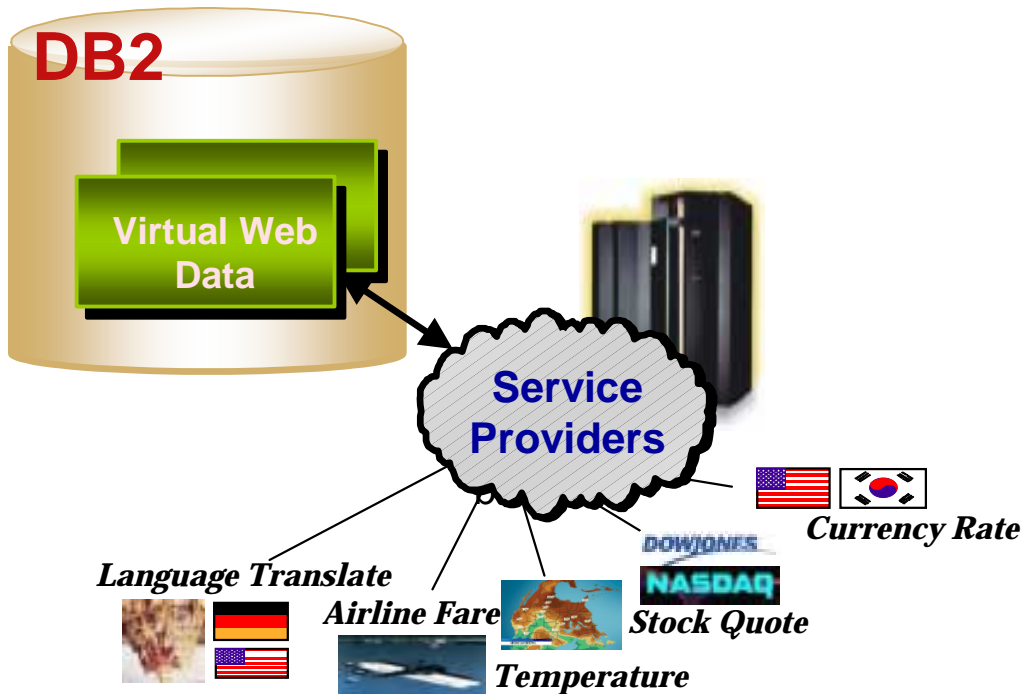 DB2
Virtual Web
Data
Service
Providers
Currency Rate
DOWJONES
NASDAQ
Stock Quote
Language Translate
Airline Fare
Temperature